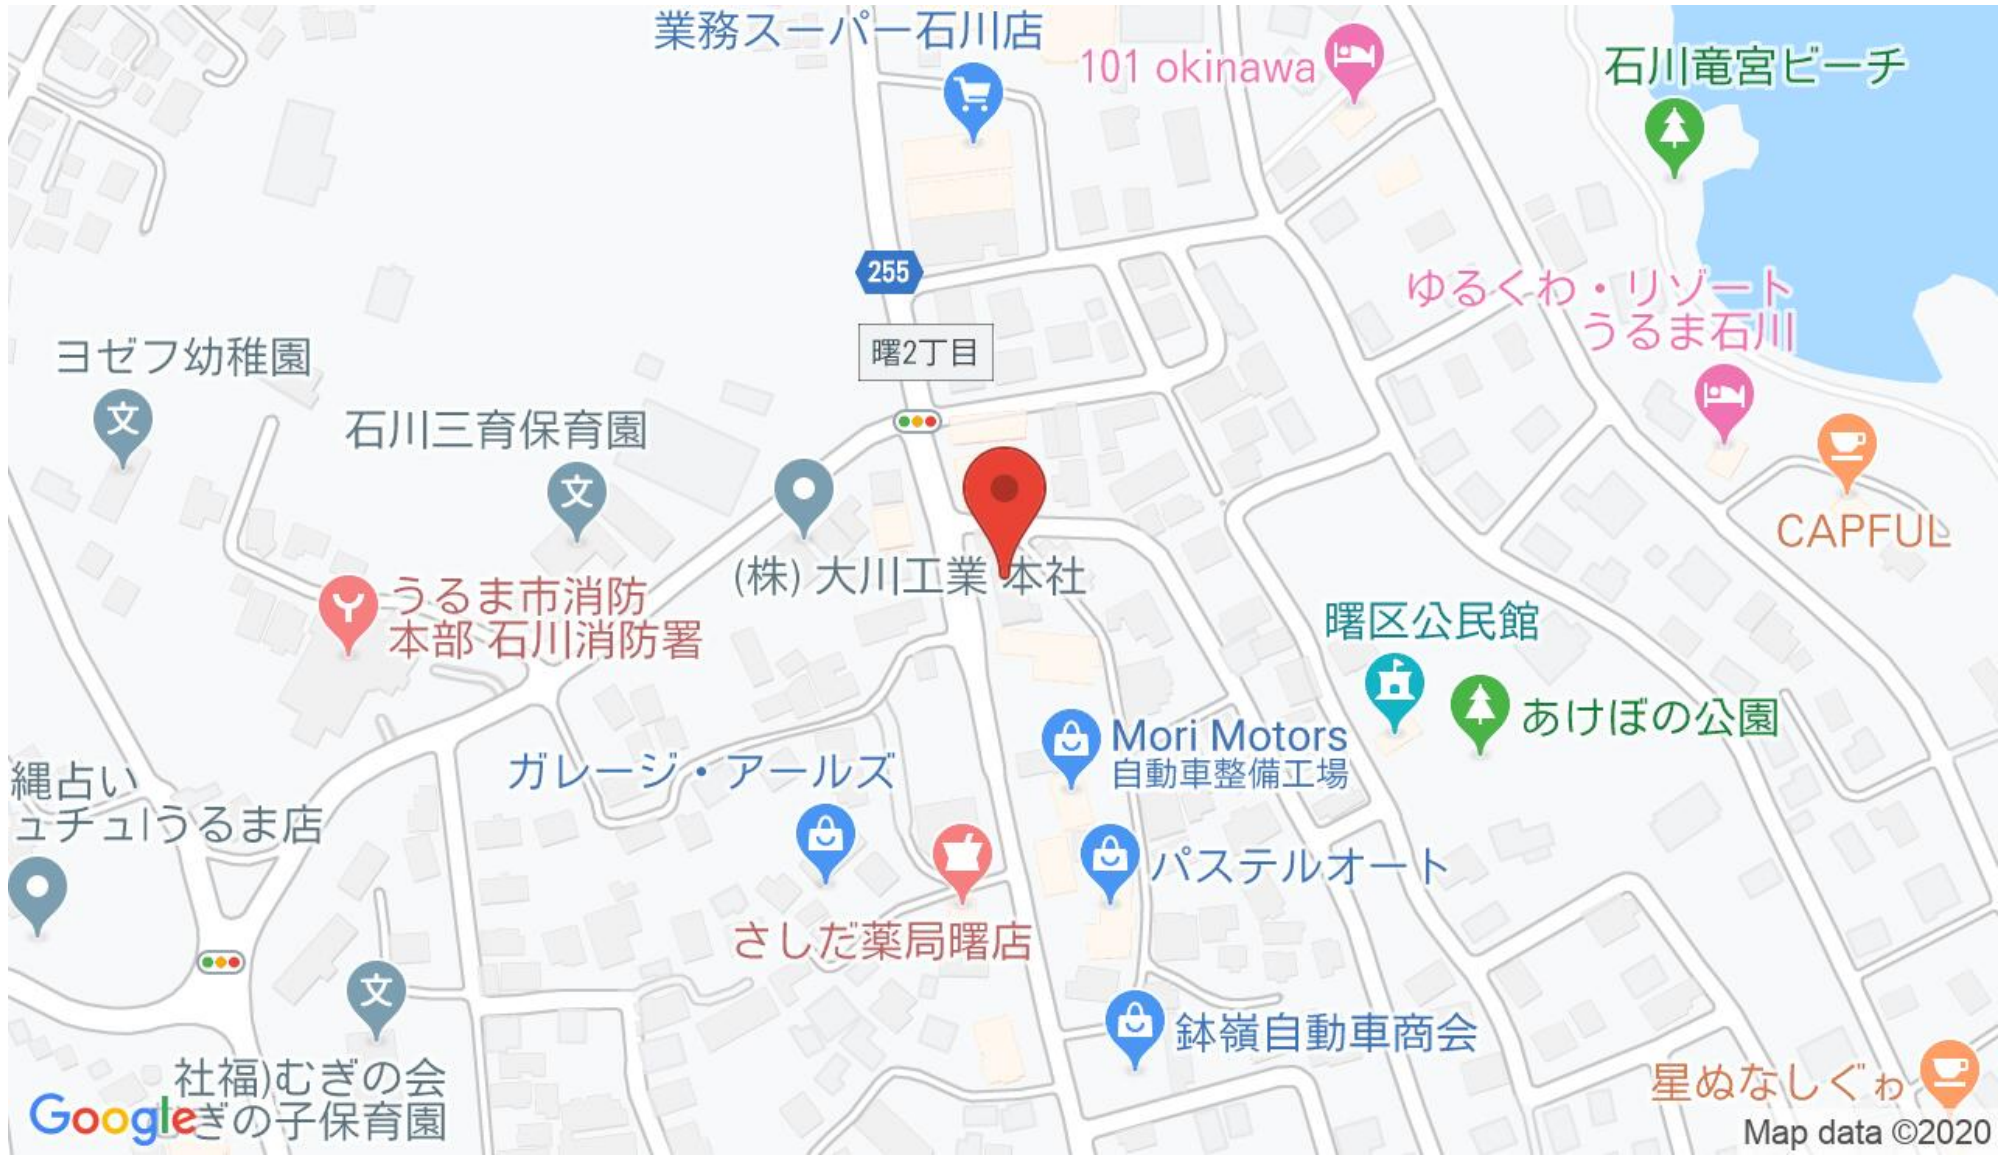 業務スーパー石川店
101 okinawa
石川竜宮ビーチ
255
ゆるくわ・リゾート
うるま石川
曙2丁目
ヨゼフ幼稚園
石川三育保育園
CAPFUL
(株) 大川工業 本社
うるま市消防
本部 石川消防署
曙区公民館
あけぼの公園
Mori Motors
自動車整備工場
ガレージ・アールズ
縄占い
ュチュ|うるま店
パステルオート
さしだ薬局曙店
鉢嶺自動車商会
社福)むぎの会
ぎの子保育園
星ぬなしぐゎ
Google
Map data ©2020